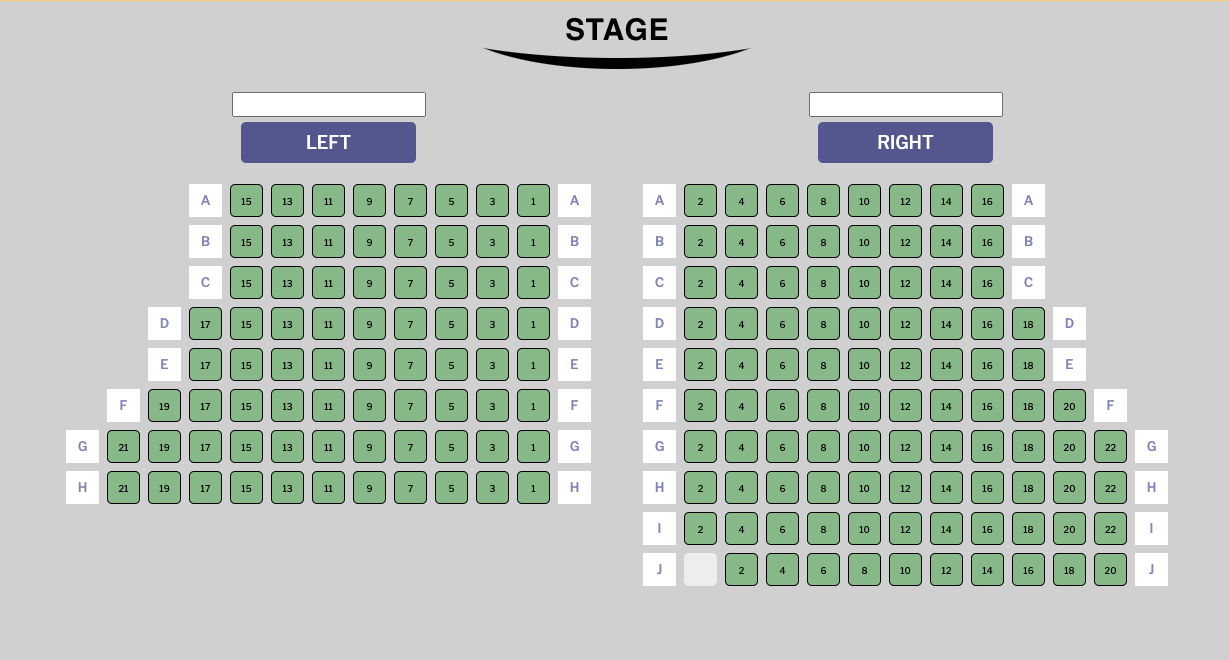 STAGE
LEFT RIGHT
A 15 13 11 9 7 5 3 1 A A 2 4 6 8 10 12 14 16 A
B 15 13 11 9 7 5 3 1 B B 2 4 6 8 10 12 14 16 B
C 15 13 11 9 7 5 3 1 C C 2 4 6 8 10 12 14 16 C
D 17 15 13 11 9 7 5 3 1 D D 2 4 6 8 10 12 14 16 18 D
E 17 15 13 11 9 7 5 3 1 E E 2 4 6 8 10 12 14 16 18 E
F 19 17 15 13 11 9 7 5 3 1 F F 2 4 6 8 10 12 14 16 18 20 F
G 21 19 17 15 13 11 9 7 5 3 1 G G 2 4 6 8 10 12 14 16 18 20 22 G
H 21 19 17 15 13 11 9 7 5 3 1 H H 2 4 6 8 10 12 14 16 18 20 22 H
I 2 4 6 8 10 12 14 16 18 20 22 I
J 2 4 6 8 10 12 14 16 18 20 J